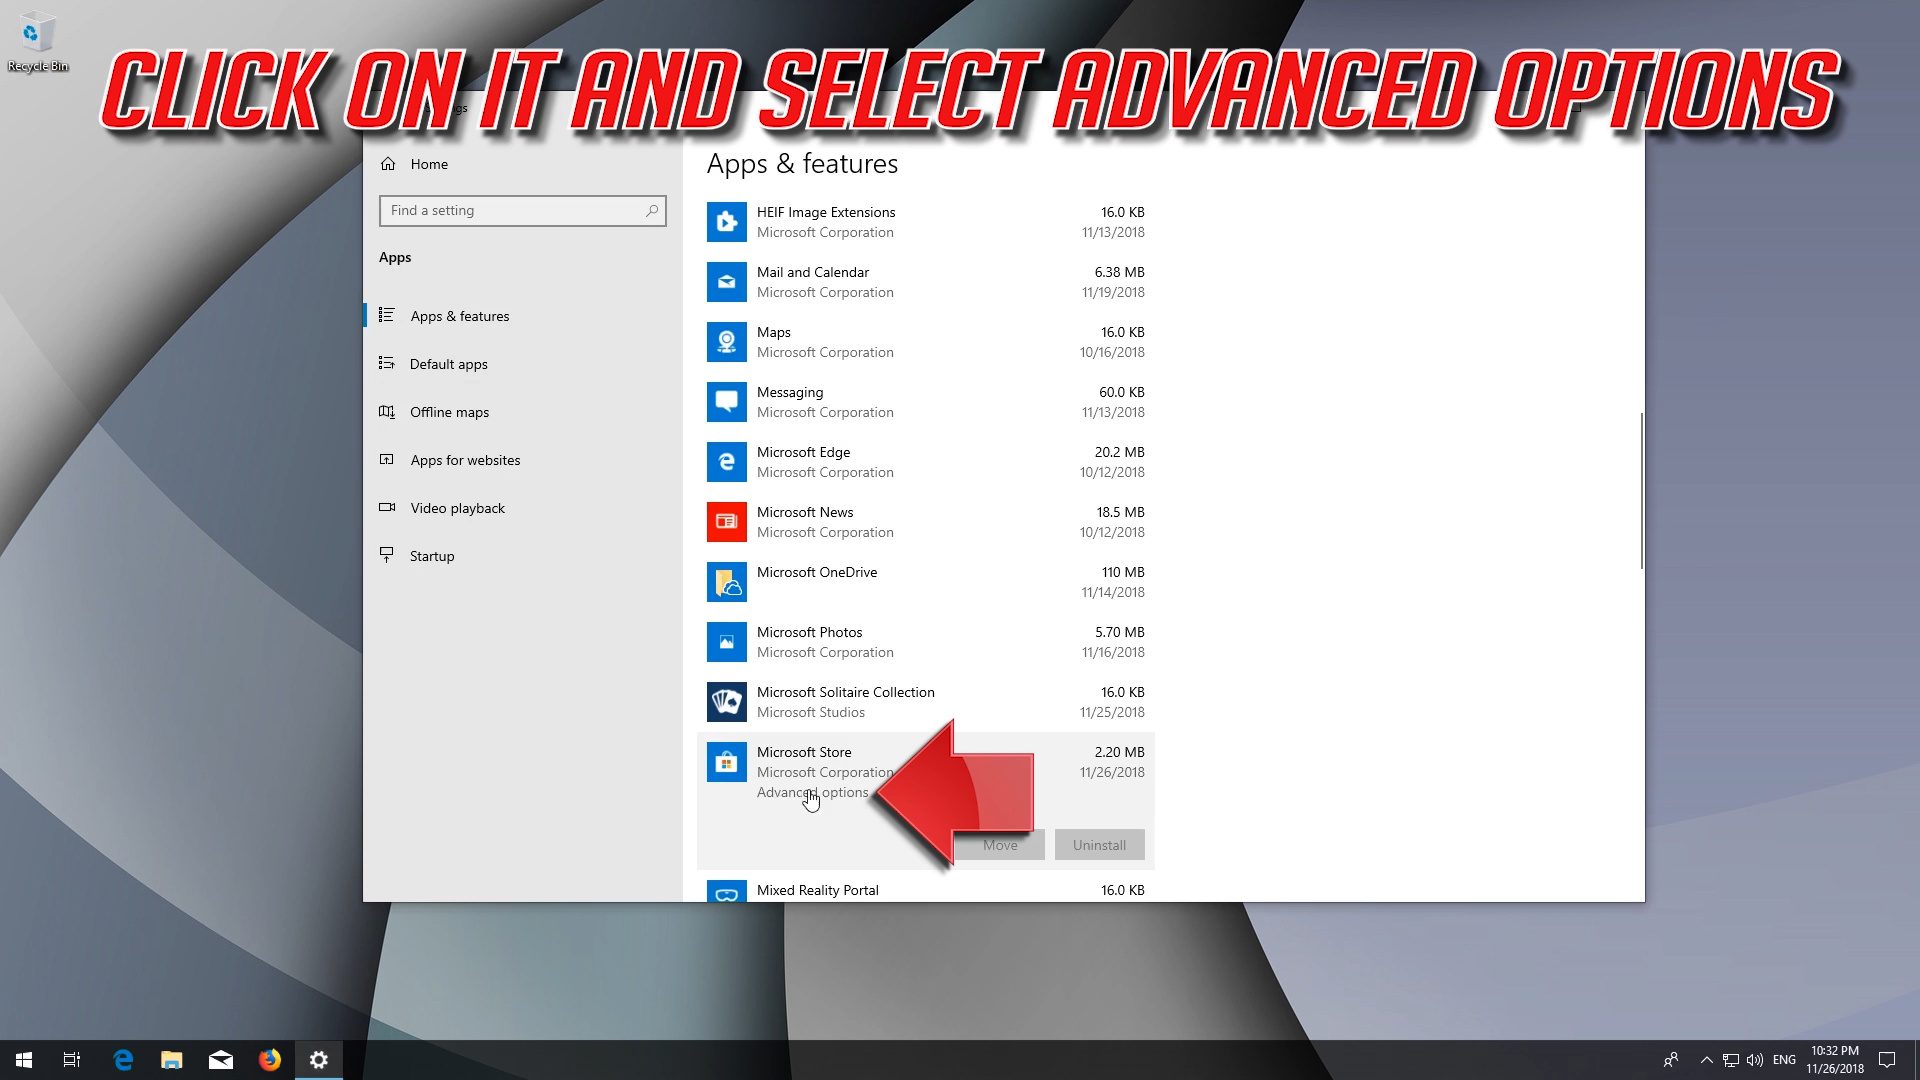 Recycle Bin
CLICK ON IT AND SELECT ADVANCED OPTIONS
Home
Find a setting
Apps
Apps & features
Default apps
Offline maps
Apps for websites
Video playback
Startup
Apps & features
HEIF Image Extensions 16.0 KB
Microsoft Corporation 11/13/2018
Mail and Calendar 6.38 MB
Microsoft Corporation 11/19/2018
Maps 16.0 KB
Microsoft Corporation 10/16/2018
Messaging 60.0 KB
Microsoft Corporation 11/13/2018
Microsoft Edge 20.2 MB
Microsoft Corporation 10/12/2018
Microsoft News 18.5 MB
Microsoft Corporation 10/12/2018
Microsoft OneDrive 110 MB
11/14/2018
Microsoft Photos 5.70 MB
Microsoft Corporation 11/16/2018
Microsoft Solitaire Collection 16.0 KB
Microsoft Studios 11/25/2018
Microsoft Store 2.20 MB
Microsoft Corporation 11/26/2018
Advanced options
Move Uninstall
Mixed Reality Portal 16.0 KB
ENG
10:32 PM
11/26/2018